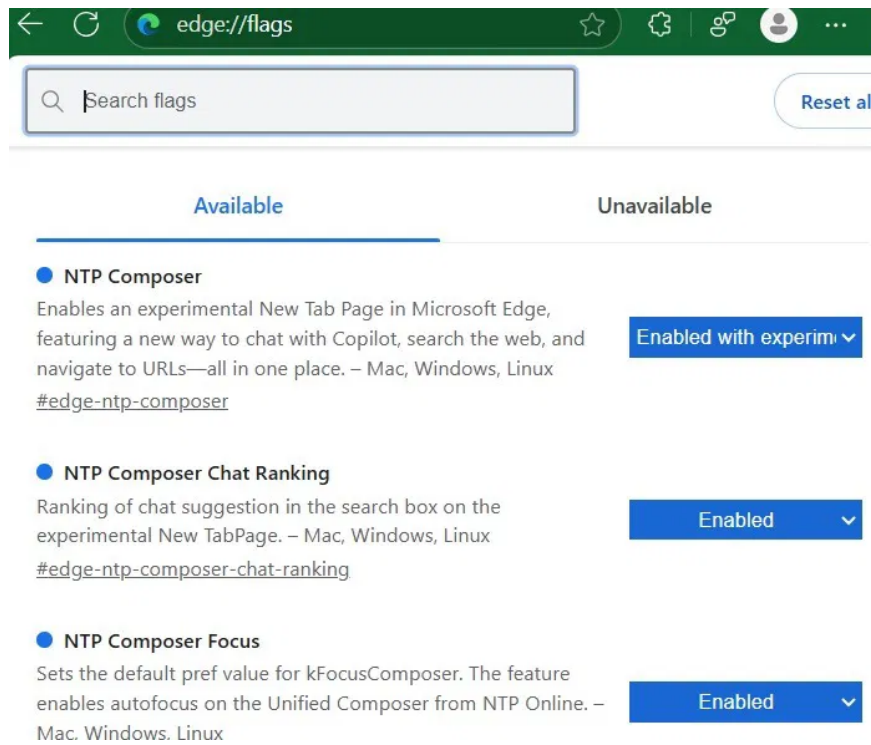 edge://flags
Search flags
Reset al
Available
Unavailable
NTP Composer
Enables an experimental New Tab Page in Microsoft Edge,
featuring a new way to chat with Copilot, search the web, and
navigate to URLs—all in one place. – Mac, Windows, Linux
#edge-ntp-composer
Enabled with experim
NTP Composer Chat Ranking
Ranking of chat suggestion in the search box on the
experimental New TabPage. – Mac, Windows, Linux
#edge-ntp-composer-chat-ranking
Enabled
NTP Composer Focus
Sets the default pref value for kFocusComposer. The feature
enables autofocus on the Unified Composer from NTP Online. –
Mac, Windows, Linux
Enabled